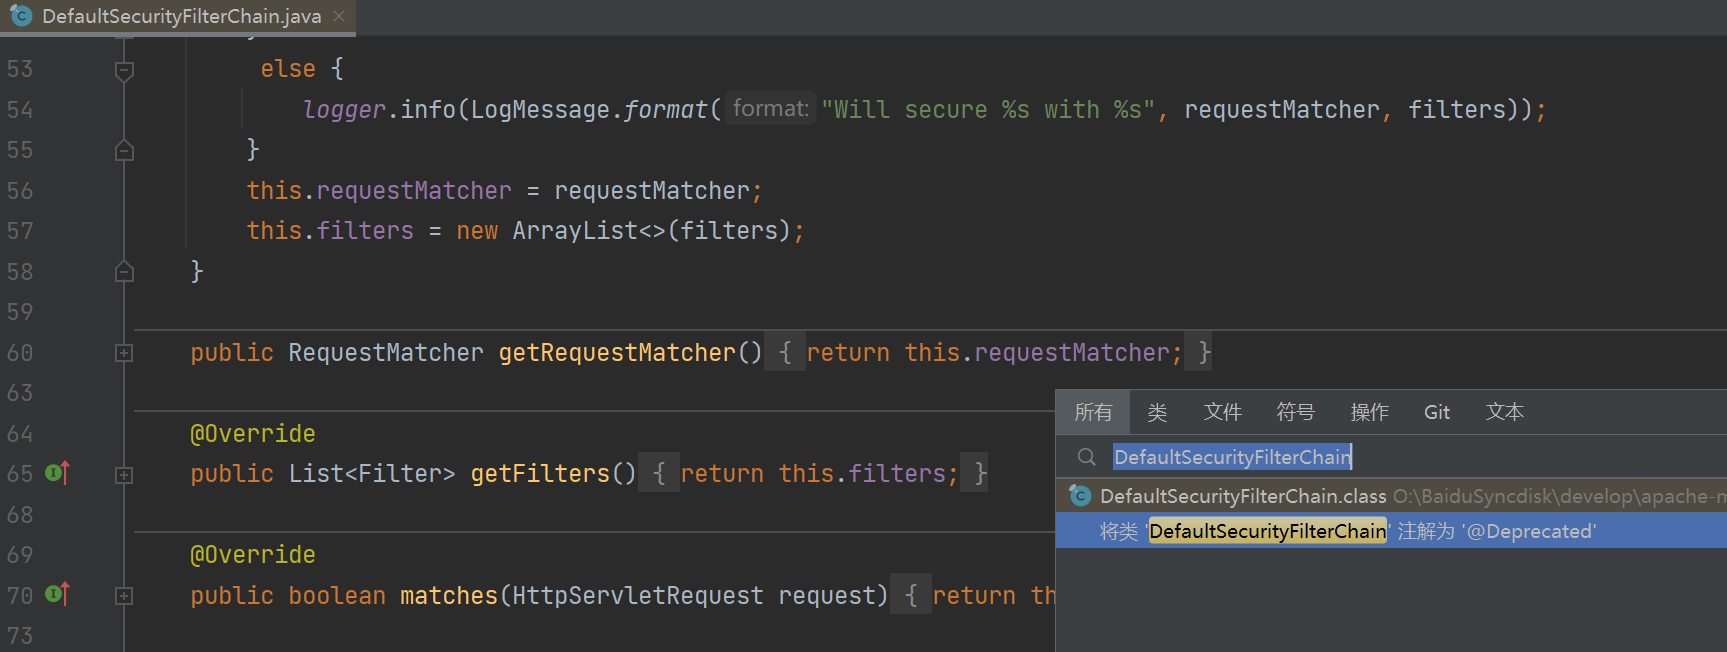 DefaultSecurityFilterChain.java
53 else {
54 logger.info(LogMessage.format( format: "Will secure %s with %s", requestMatcher, filters));
55 }
56 this.requestMatcher = requestMatcher;
57 this.filters = new ArrayList<>(filters);
58 }
59
60 public RequestMatcher getRequestMatcher() { return this.requestMatcher; }
63
64 @Override
65 public List<Filter> getFilters() { return this.filters; }
68
69 @Override
70 public boolean matches(HttpServletRequest request) { return th
73
所有 类 文件 符号 操作 Git 文本
DefaultSecurityFilterChain
DefaultSecurityFilterChain.class O:\BaiduSyncdisk\develop\apache-m
将类 'DefaultSecurityFilterChain' 注解为 '@Deprecated'